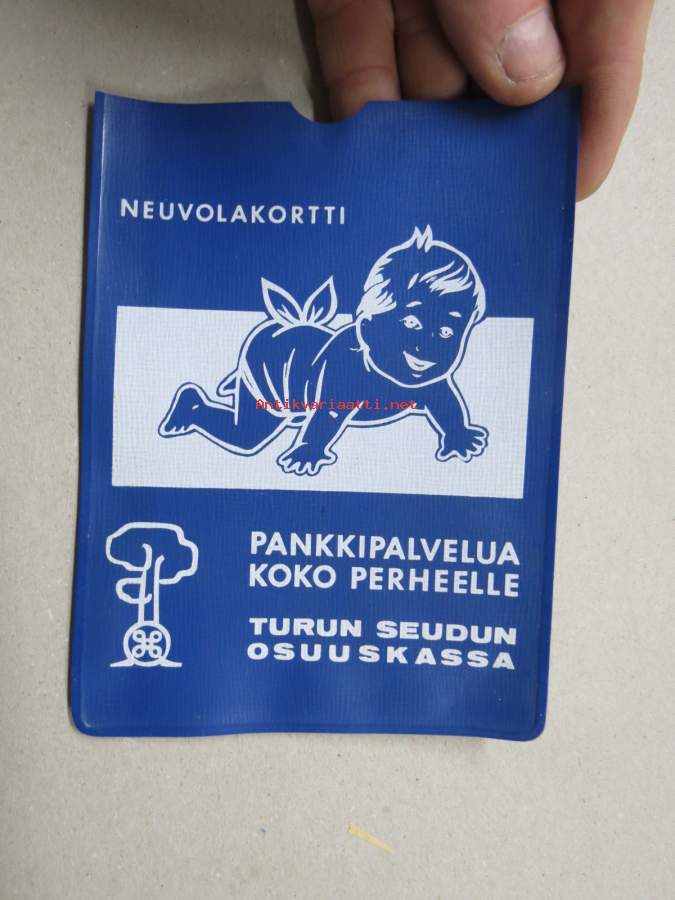 NEUVOLAKORTTI
Antikvariaatti.net
PANKKIPALVELUA
KOKO PERHEELLE
TURUN SEUDUN
OSUUSKASSA